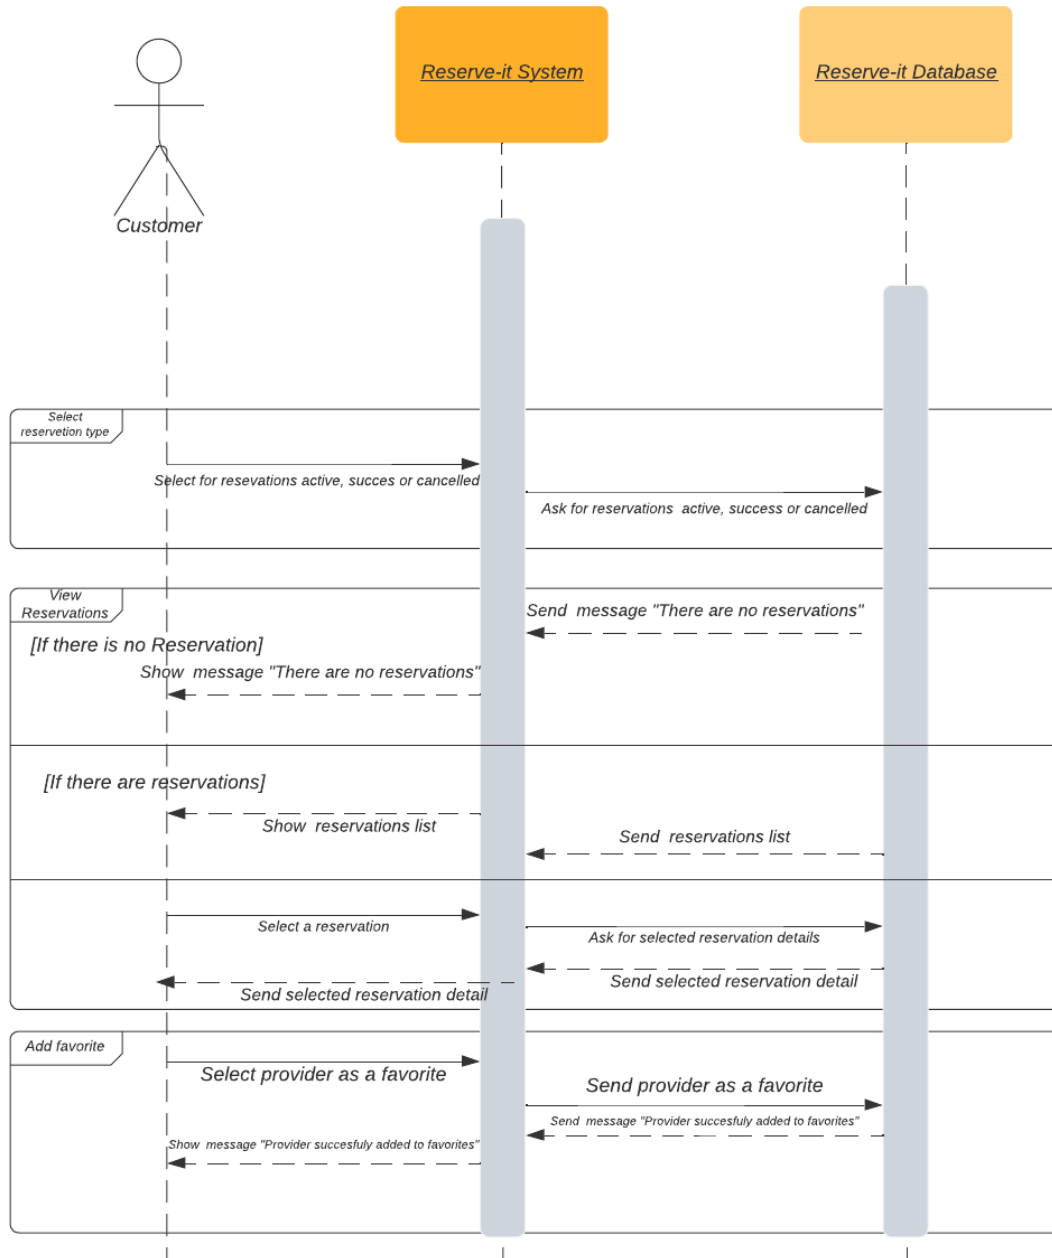 Reserve-it System
Reserve-it Database
Customer
Select
reservetion type
Select for resevations active, succes or cancelled
Ask for reservations active, success or cancelled
View
Reservations
Send message "There are no reservations"
[If there is no Reservation]
Show message "There are no reservations"
[If there are reservations]
Show reservations list
Send reservations list
Select a reservation
Ask for selected reservation details
Send selected reservation detail
Send selected reservation detail
Add favorite
Select provider as a favorite
Send provider as a favorite
Send message "Provider succesfuly added to favorites"
Show message "Provider succesfuly added to favorites"